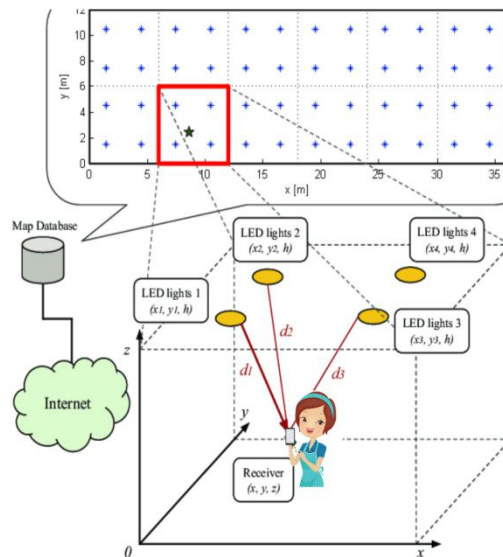 12
10
y [m]
8
6
4
2
0
0
5
10
15
20
25
30
35
x [m]
Map Database
LED lights 2
(x2, y2, h)
LED lights 4
(x4, y4, h)
LED lights 1
(x1, y1, h)
LED lights 3
(x3, y3, h)
z
d2
d1
d3
Internet
y
Receiver
(x, y, z)
0
x